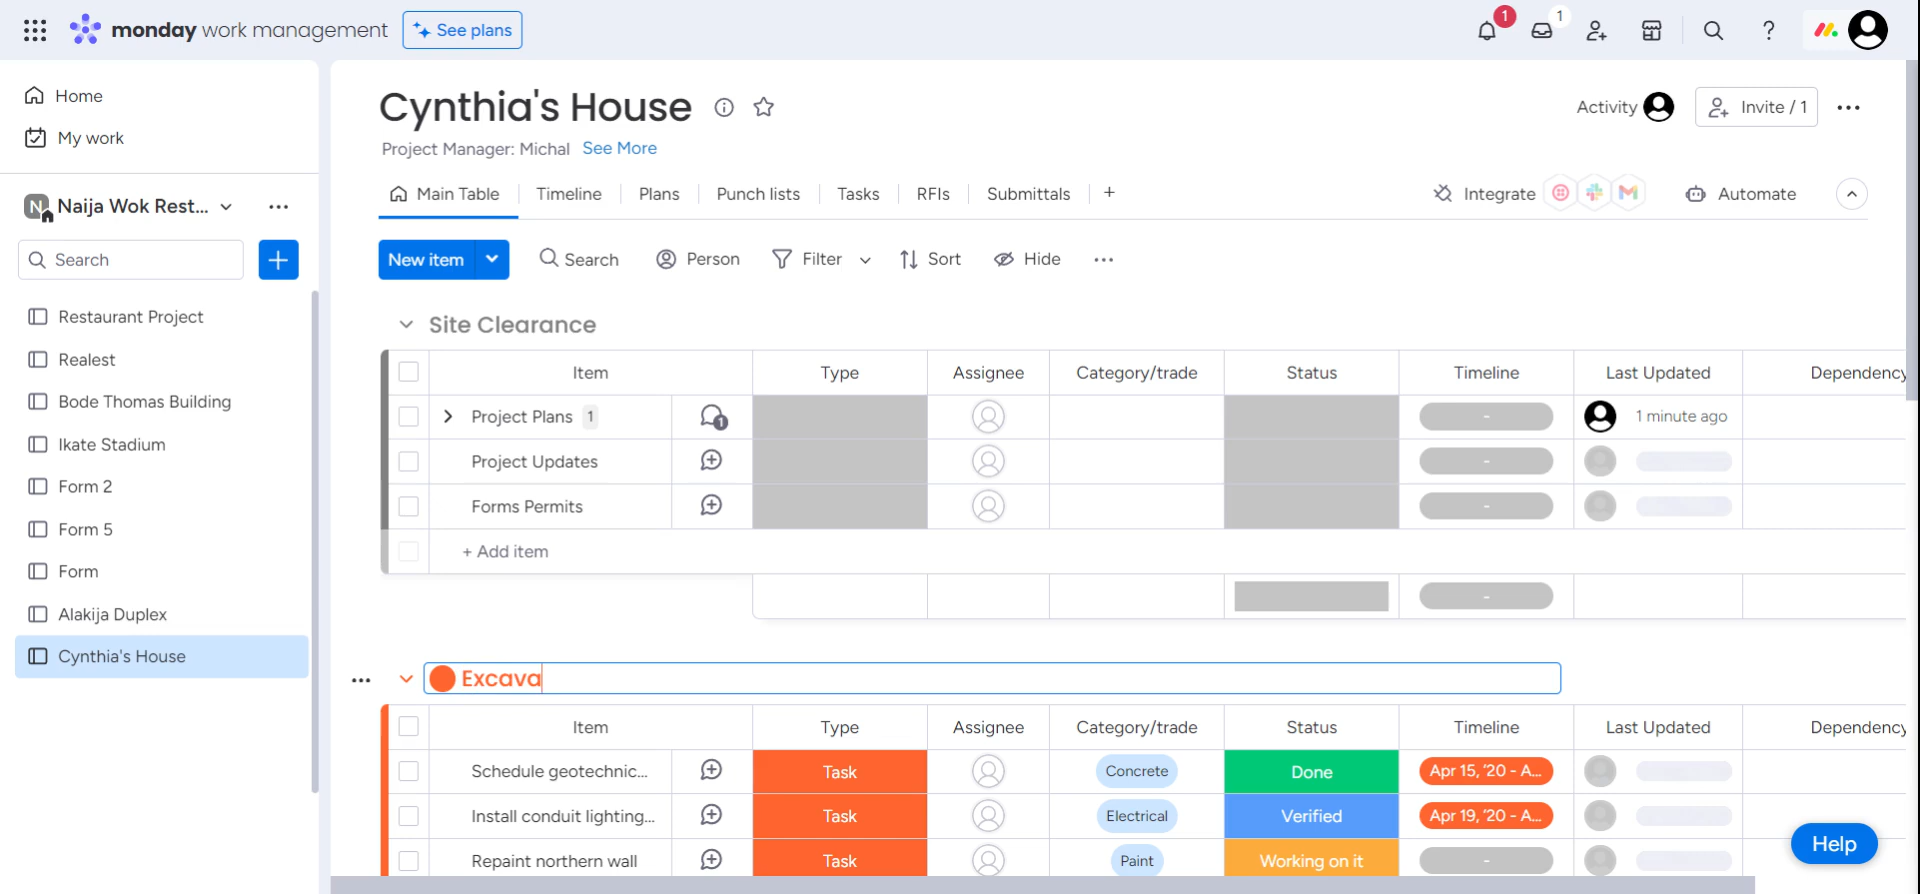 monday work management
See plans
1
1
Home
My work
N
Naija Wok Rest...
Search
Restaurant Project
Realest
Bode Thomas Building
Ikate Stadium
Form 2
Form 5
Form
Alakija Duplex
Cynthia's House
Cynthia's House
Activity
Invite / 1
Project Manager: Michal See More
Main Table
Timeline
Plans
Punch lists
Tasks
RFIs
Submittals
+
Integrate
Automate
New item
Search
Person
Filter
Sort
Hide
Site Clearance
Item Type Assignee Category/trade Status Timeline Last Updated Dependency
Project Plans 1 1 - 1 minute ago
Project Updates -
Forms Permits -
+ Add item
-
Excava
Item Type Assignee Category/trade Status Timeline Last Updated Dependency
Schedule geotechnic... Task Concrete Done Apr 15, '20 - A...
Install conduit lighting... Task Electrical Verified Apr 19, '20 - A...
Repaint northern wall Task Paint Working on it -
Help